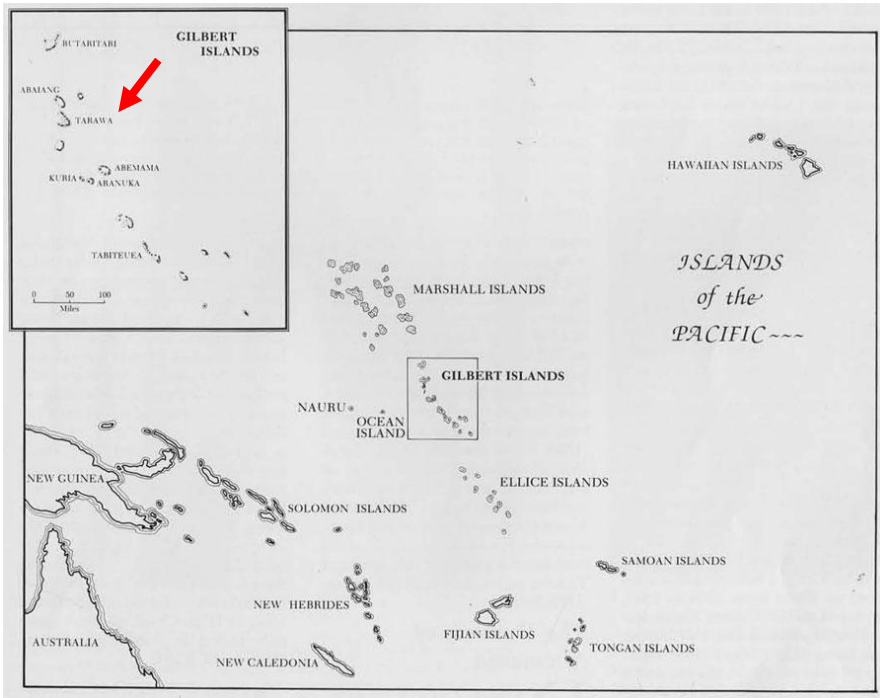 GILBERT
ISLANDS
BUTARITARI
ABAIANG
TARAWA
ABEMAMA
KURIA
ARANUKA
TABITEUEA
0 50 100
Miles
HAWAIIAN ISLANDS
ISLANDS
of the
PACIFIC~~~
MARSHALL ISLANDS
GILBERT ISLANDS
NAURU
OCEAN
ISLAND
NEW GUINEA
ELLICE ISLANDS
SOLOMON ISLANDS
SAMOAN ISLANDS
NEW HEBRIDES
FIJIAN ISLANDS
AUSTRALIA
TONGAN ISLANDS
NEW CALEDONIA